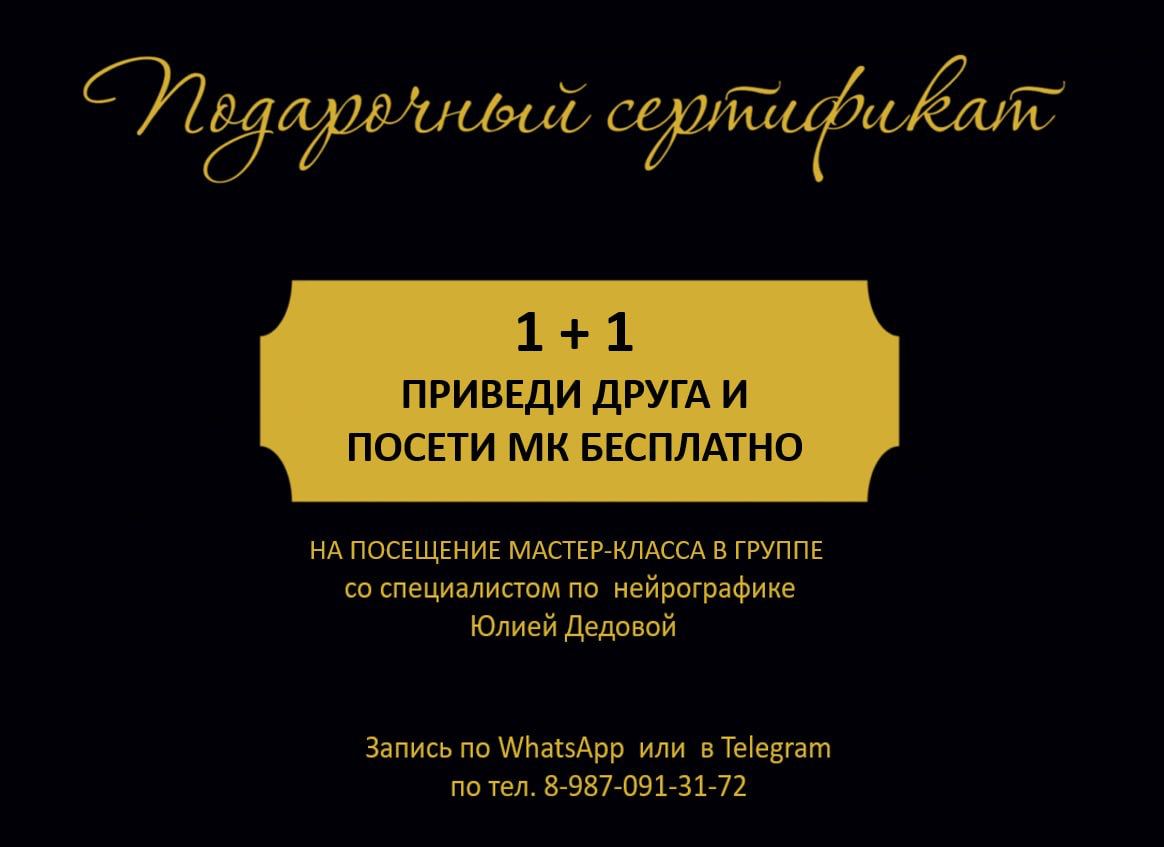 Подарочный сертификат
1 + 1
ПРИВЕДИ ДРУГА И
ПОСЕТИ МК БЕСПЛАТНО
НА ПОСЕЩЕНИЕ МАСТЕР-КЛАССА В ГРУППЕ
со специалистом по нейрографике
Юлией Дедовой
Запись по WhatsApp или в Telegram
по тел. 8-987-091-31-72